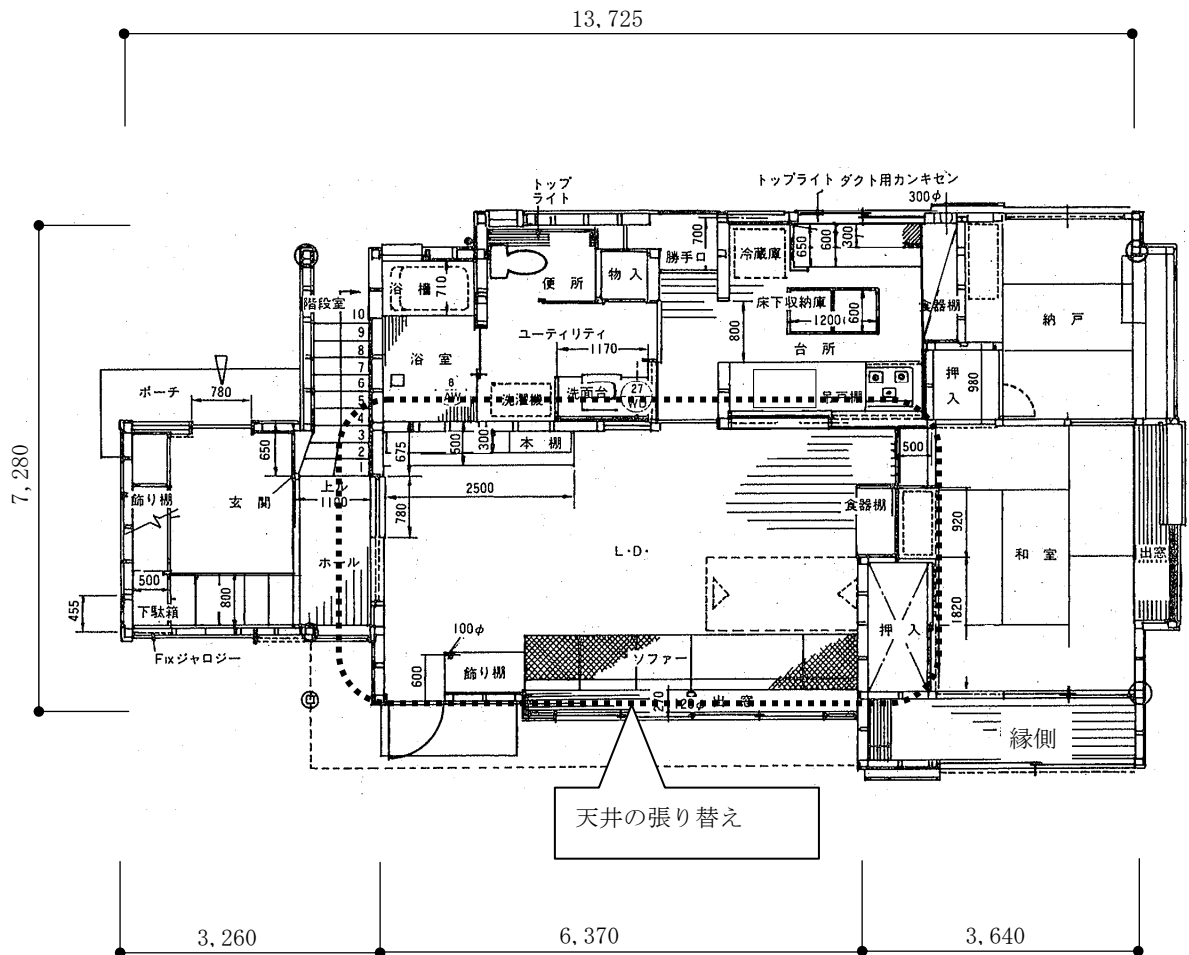 13,725
7,280
トップ
ライト
トップライト
ダクト用カンキセン
300φ
階段室
浴 槽
710
便 所
物 入
700
勝手口
冷蔵庫
650
600
300
床下収納庫
1200
600
食器棚
納 戸
10
9
8
7
6
5
4
3
2
1
浴 室
ユーティリティ
1170
800
台 所
押
入
980
ポーチ
780
洗濯機
洗面台
27
WD
8
AW
吊戸棚
650
675
600
300
本 棚
500
2500
飾り棚
玄 関
上ル
1100
780
食器棚
920
L・D・
和 室
出窓
ホール
500
800
下駄箱
455
1820
押 入
Fixジャロジー
100φ
600
飾り棚
ソファー
出 窓
縁側
天井の張り替え
3,260
6,370
3,640